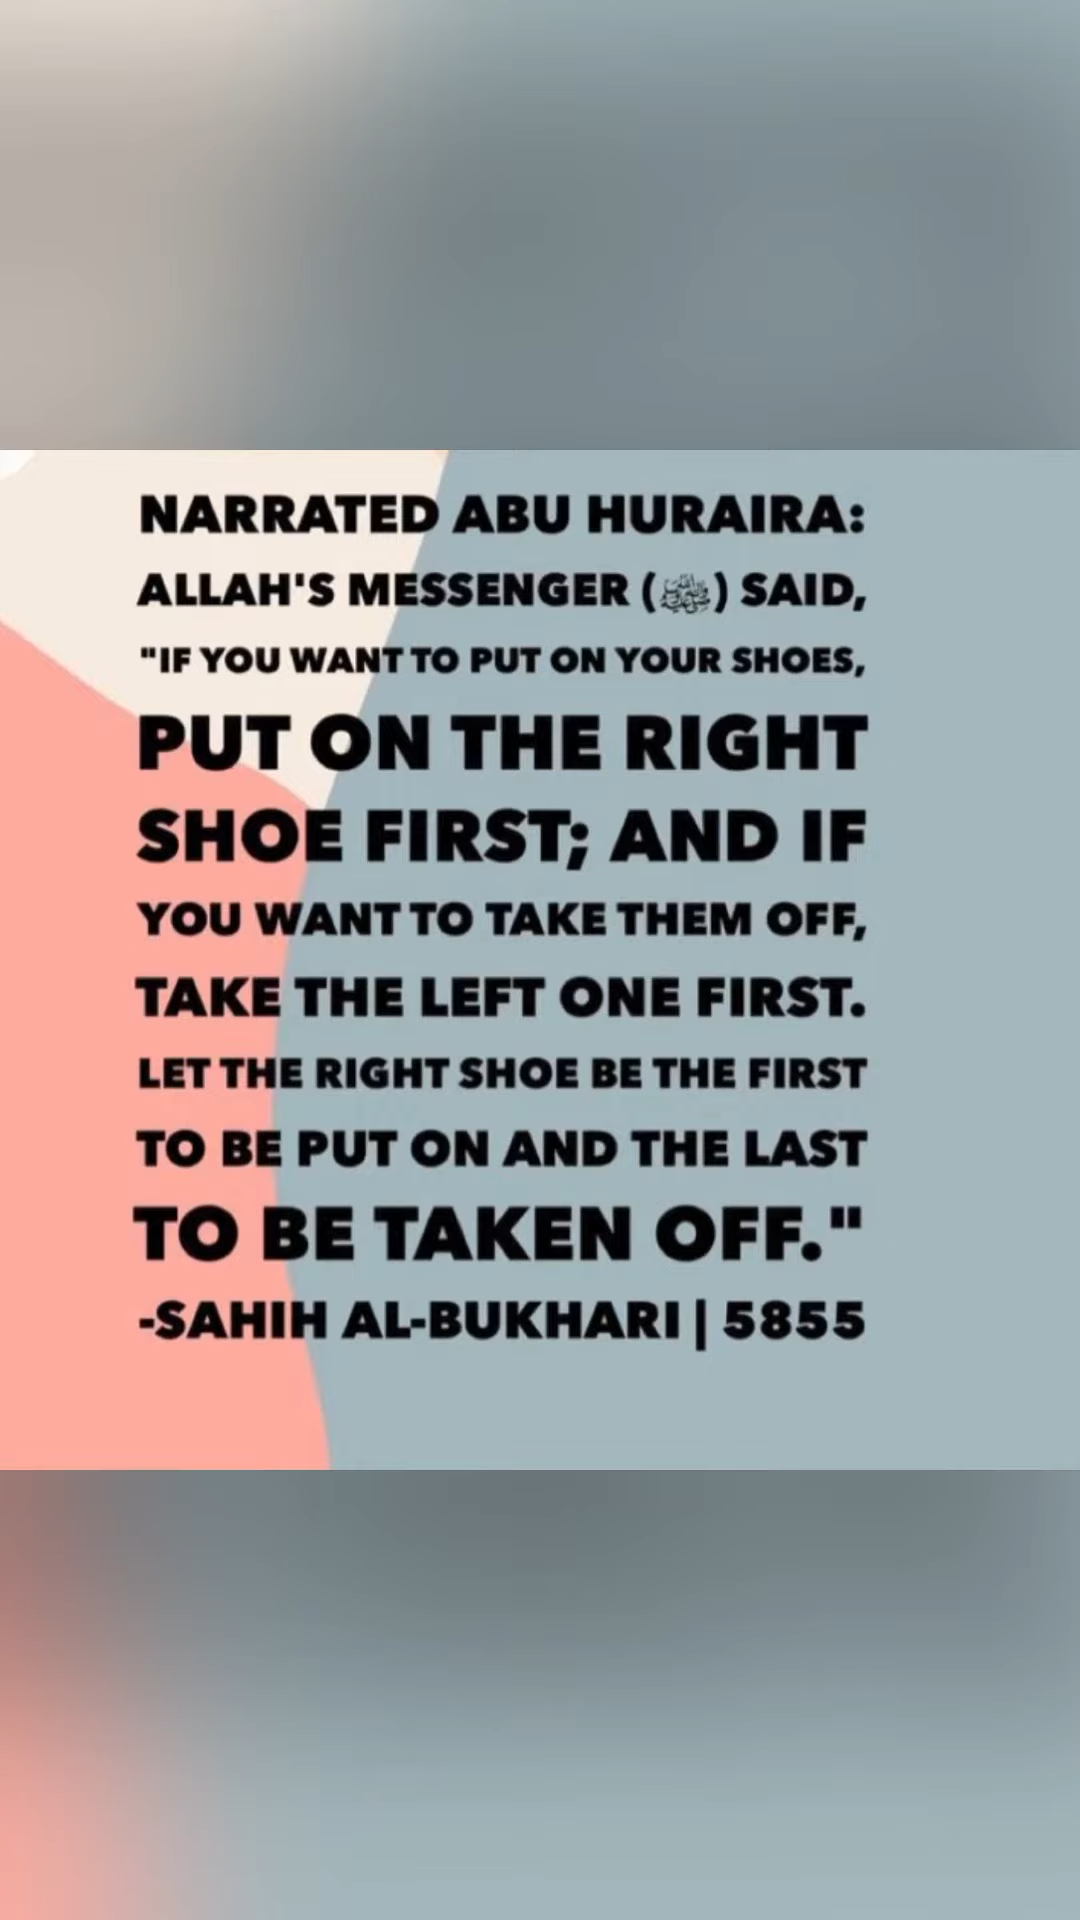 NARRATED ABU HURAIRA:
ALLAH'S MESSENGER (ﷺ) SAID,
"IF YOU WANT TO PUT ON YOUR SHOES,
PUT ON THE RIGHT
SHOE FIRST; AND IF
YOU WANT TO TAKE THEM OFF,
TAKE THE LEFT ONE FIRST.
LET THE RIGHT SHOE BE THE FIRST
TO BE PUT ON AND THE LAST
TO BE TAKEN OFF."
-SAHIH AL-BUKHARI | 5855